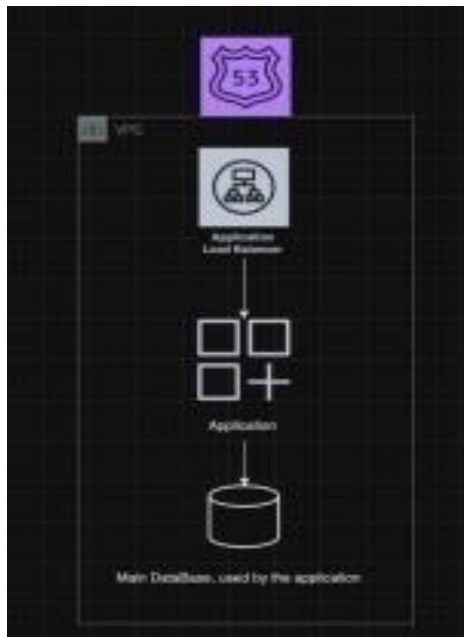 53
VPC
Application
Load Balancer
Application
Main DataBase, used by the application